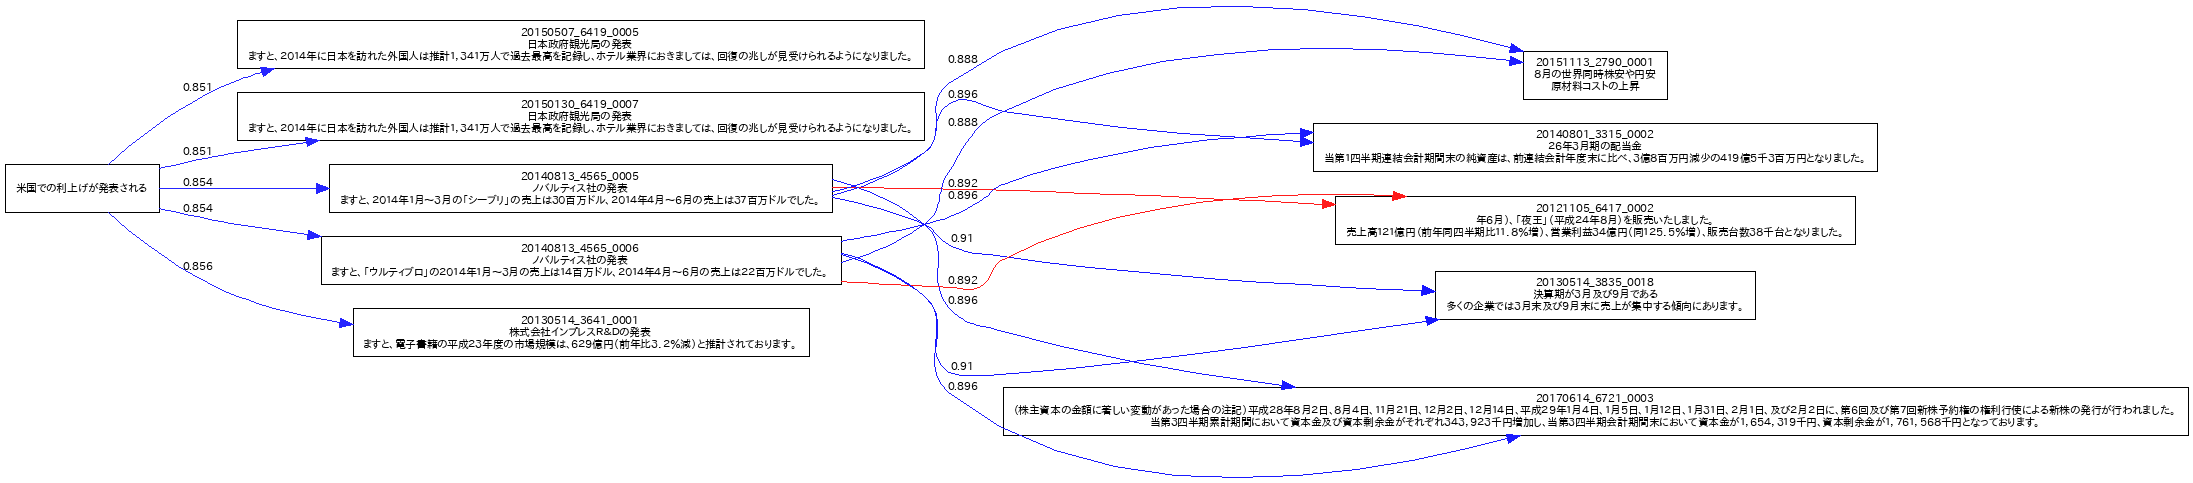 米国での利上げが発表される
20150507_6419_0005
日本政府観光局の発表
ますと、2014年に日本を訪れた外国人は推計1,341万人で過去最高を記録し、ホテル業界におきましては、回復の兆しが見受けられるようになりました。
20150130_6419_0007
日本政府観光局の発表
ますと、2014年に日本を訪れた外国人は推計1,341万人で過去最高を記録し、ホテル業界におきましては、回復の兆しが見受けられるようになりました。
20140813_4565_0005
ノバルティス社の発表
ますと、2014年1月～3月の「シーブリ」の売上は30百万ドル、2014年4月～6月の売上は37百万ドルでした。
20140813_4565_0006
ノバルティス社の発表
ますと、「ウルティブロ」の2014年1月～3月の売上は14百万ドル、2014年4月～6月の売上は22百万ドルでした。
20130514_3641_0001
株式会社インプレスR&Dの発表
ますと、電子書籍の平成23年度の市場規模は、629億円（前年比3.2%減）と推計されております。
0.851
0.851
0.854
0.854
0.856
0.888
0.896
0.888
0.892
0.896
0.91
0.892
0.896
0.91
0.896
20151113_2790_0001
8月の世界同時株安や円安
原材料コストの上昇
20140801_3315_0002
26年3月期の配当金
当第1四半期連結会計期間末の純資産は、前連結会計年度末に比べ、3億8百万円減少の419億5千3百万円となりました。
20121105_6417_0002
年6月）、「夜王」（平成24年8月）を販売いたしました。
売上高121億円（前年同四半期比11.8%増）、営業利益34億円（同125.5%増）、販売台数38千台となりました。
20130514_3835_0018
決算期が3月及び9月である
多くの企業では3月末及び9月末に売上が集中する傾向にあります。
20170614_6721_0003
（株主資本の金額に著しい変動があった場合の注記）平成28年8月2日、8月4日、11月21日、12月2日、12月14日、平成29年1月4日、1月5日、1月12日、1月31日、2月1日、及び2月2日に、第6回及び第7回新株予約権の権利行使による新株の発行が行われました。
当第3四半期累計期間において資本金及び資本剰余金がそれぞれ343,923千円増加し、当第3四半期会計期間末において資本金が1,654,319千円、資本剰余金が1,761,568千円となっております。